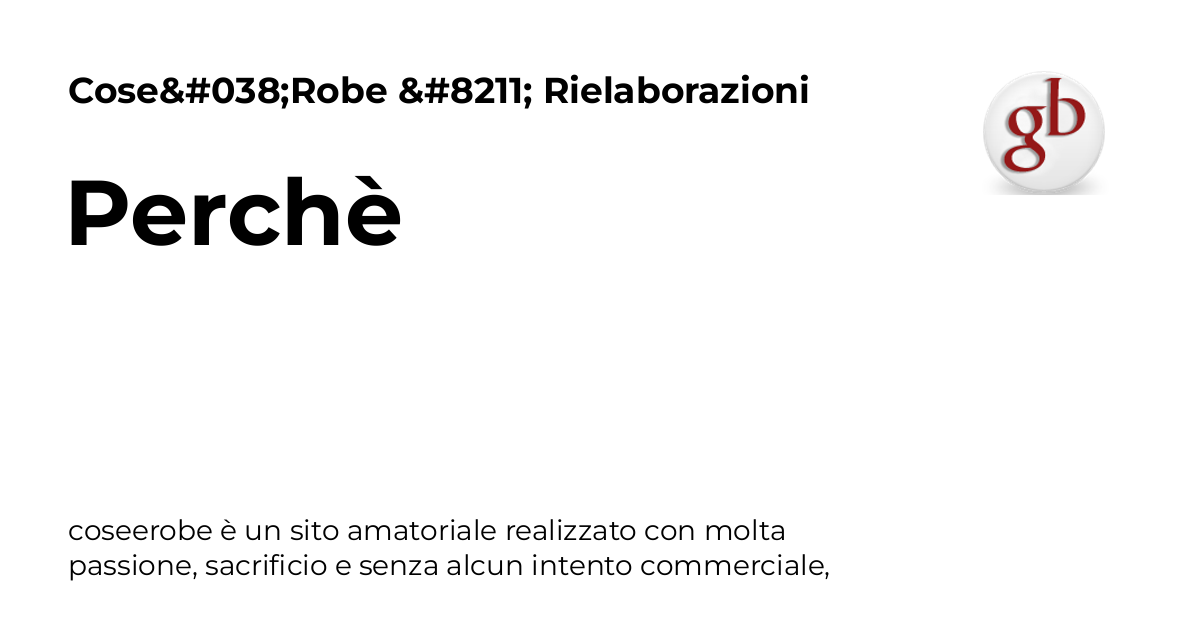 Cose&#038;Robe &#8211; Rielaborazioni
gb
Perchè
coseerobe è un sito amatoriale realizzato con molta
passione, sacrificio e senza alcun intento commerciale,